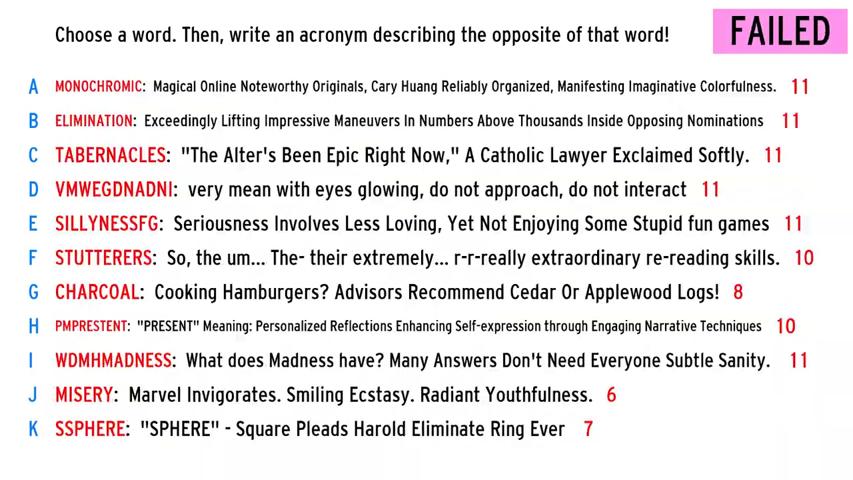 Choose a word. Then, write an acronym describing the opposite of that word!
FAILED
A MONOCHROMIC: Magical Online Noteworthy Originals, Cary Huang Reliably Organized, Manifesting Imaginative Colorfulness. 11
B ELIMINATION: Exceedingly Lifting Impressive Maneuvers In Numbers Above Thousands Inside Opposing Nominations 11
C TABERNACLES: "The Alter's Been Epic Right Now," A Catholic Lawyer Exclaimed Softly. 11
D VMWEGDNADNI: very mean with eyes glowing, do not approach, do not interact 11
E SILLYNESSFG: Seriousness Involves Less Loving, Yet Not Enjoying Some Stupid fun games 11
F STUTTERERS: So, the um... The- their extremely... r-r-really extraordinary re-reading skills. 10
G CHARCOAL: Cooking Hamburgers? Advisors Recommend Cedar Or Applewood Logs! 8
H PMPRESTENT: "PRESENT" Meaning: Personalized Reflections Enhancing Self-expression through Engaging Narrative Techniques 10
I WDMHMADNESS: What does Madness have? Many Answers Don't Need Everyone Subtle Sanity. 11
J MISERY: Marvel Invigorates. Smiling Ecstasy. Radiant Youthfulness. 6
K SSPHERE: "SPHERE" - Square Pleads Harold Eliminate Ring Ever 7